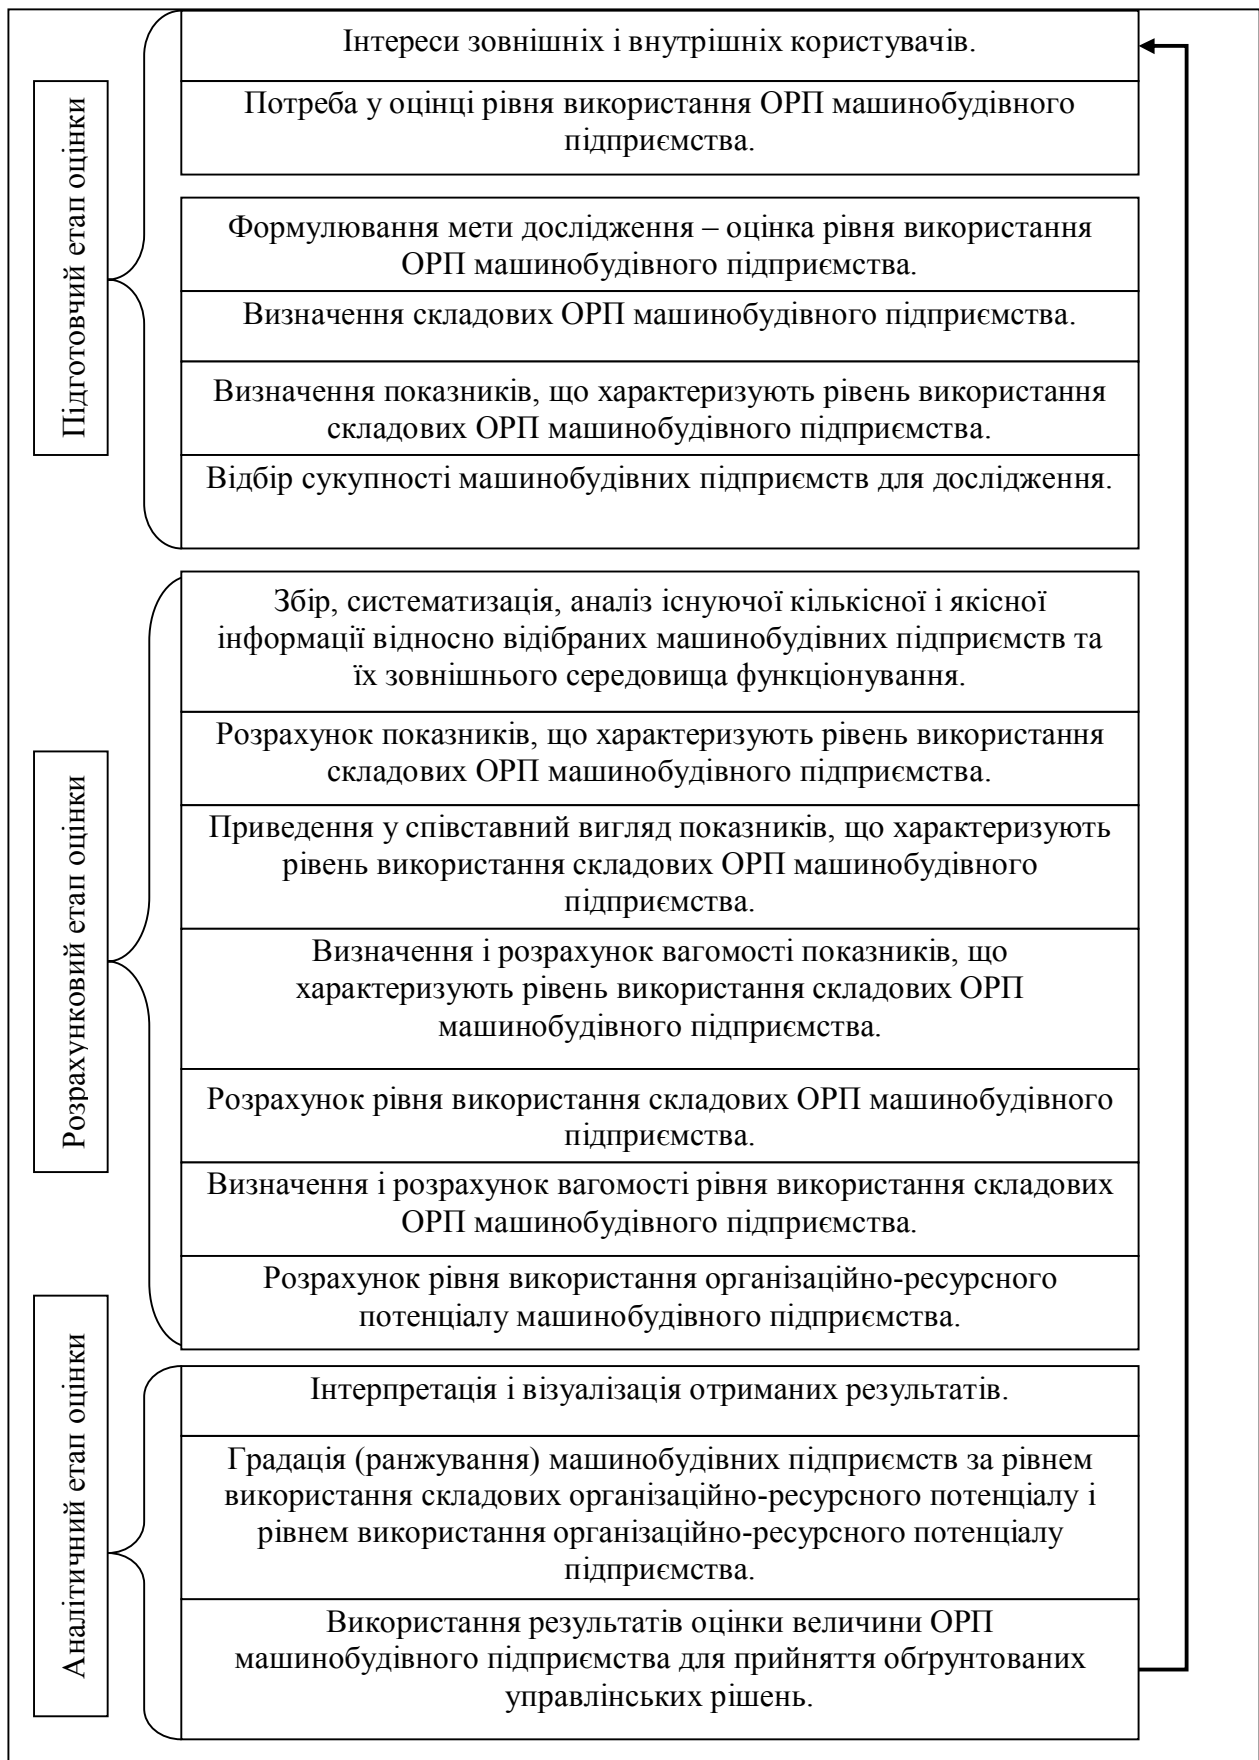 Підготовчий етап оцінки
Інтереси зовнішніх і внутрішніх користувачів.
Потреба у оцінці рівня використання ОРП машинобудівного
підприємства.
Формулювання мети дослідження – оцінка рівня використання
ОРП машинобудівного підприємства.
Визначення складових ОРП машинобудівного підприємства.
Визначення показників, що характеризують рівень використання
складових ОРП машинобудівного підприємства.
Відбір сукупності машинобудівних підприємств для дослідження.
Розрахунковий етап оцінки
Збір, систематизація, аналіз існуючої кількісної і якісної
інформації відносно відібраних машинобудівних підприємств та
їх зовнішнього середовища функціонування.
Розрахунок показників, що характеризують рівень використання
складових ОРП машинобудівного підприємства.
Приведення у співставний вигляд показників, що характеризують
рівень використання складових ОРП машинобудівного
підприємства.
Визначення і розрахунок вагомості показників, що
характеризують рівень використання складових ОРП
машинобудівного підприємства.
Розрахунок рівня використання складових ОРП машинобудівного
підприємства.
Визначення і розрахунок вагомості рівня використання складових
ОРП машинобудівного підприємства.
Розрахунок рівня використання організаційно-ресурсного
потенціалу машинобудівного підприємства.
Аналітичний етап оцінки
Інтерпретація і візуалізація отриманих результатів.
Градація (ранжування) машинобудівних підприємств за рівнем
використання складових організаційно-ресурсного потенціалу і
рівнем використання організаційно-ресурсного потенціалу
підприємства.
Використання результатів оцінки величини ОРП
машинобудівного підприємства для прийняття обґрунтованих
управлінських рішень.